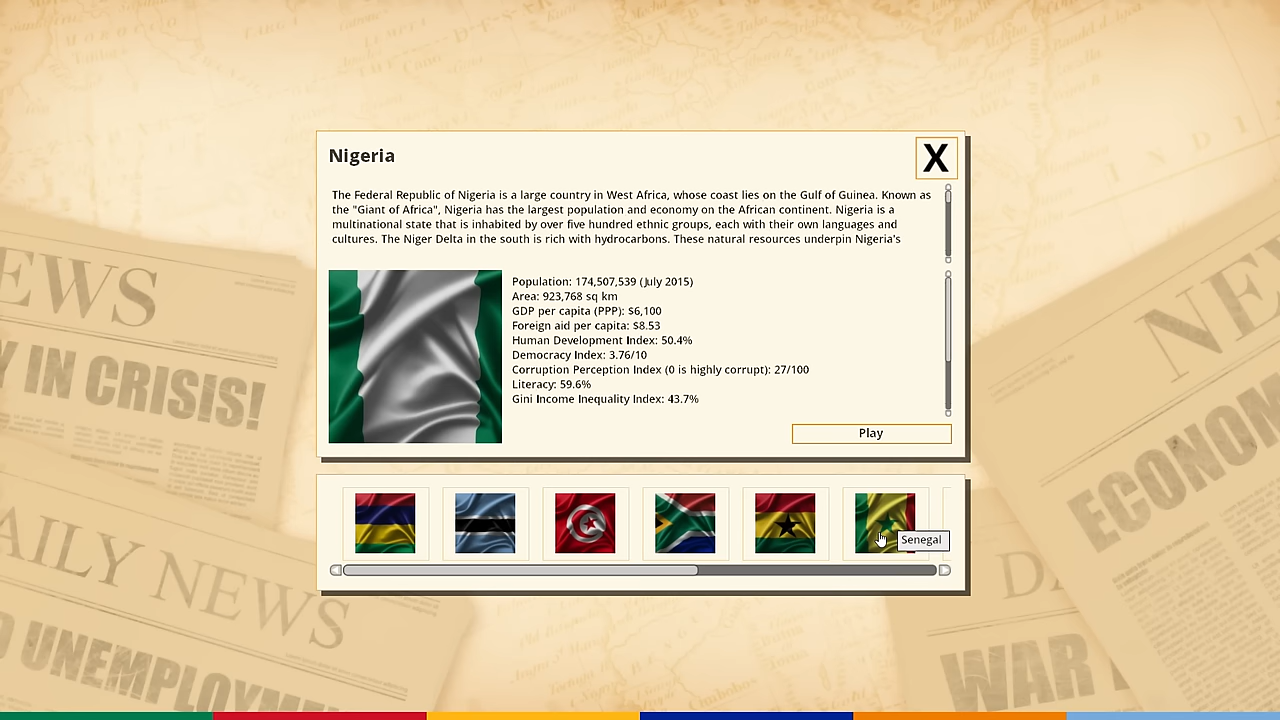 Nigeria
X
The Federal Republic of Nigeria is a large country in West Africa, whose coast lies on the Gulf of Guinea. Known as
the "Giant of Africa", Nigeria has the largest population and economy on the African continent. Nigeria is a
multinational state that is inhabited by over five hundred ethnic groups, each with their own languages and
cultures. The Niger Delta in the south is rich with hydrocarbons. These natural resources underpin Nigeria's
Population: 174,507,539 (July 2015)
Area: 923,768 sq km
GDP per capita (PPP): $6,100
Foreign aid per capita: $8.53
Human Development Index: 50.4%
Democracy Index: 3.76/10
Corruption Perception Index (0 is highly corrupt): 27/100
Literacy: 59.6%
Gini Income Inequality Index: 43.7%
Play
Senegal
EWS
Y IN CRISIS!
AILY NEWS
UNEMPLOYM
NE
ECONOM
DA
WAR